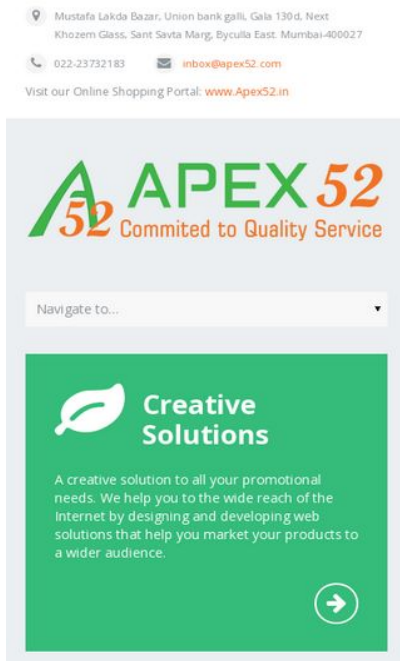 Mustafa Lakda Bazar, Union bank galli, Gala 130d, Next
Khozem Glass, Sant Savta Marg, Byculla East. Mumbai-400027
022-23732183 inbox@apex52.com
Visit our Online Shopping Portal: www.Apex52.in
A52 APEX 52
Commited to Quality Service
Navigate to...
Creative
Solutions
A creative solution to all your promotional
needs. We help you to the wide reach of the
Internet by designing and developing web
solutions that help you market your products to
a wider audience.